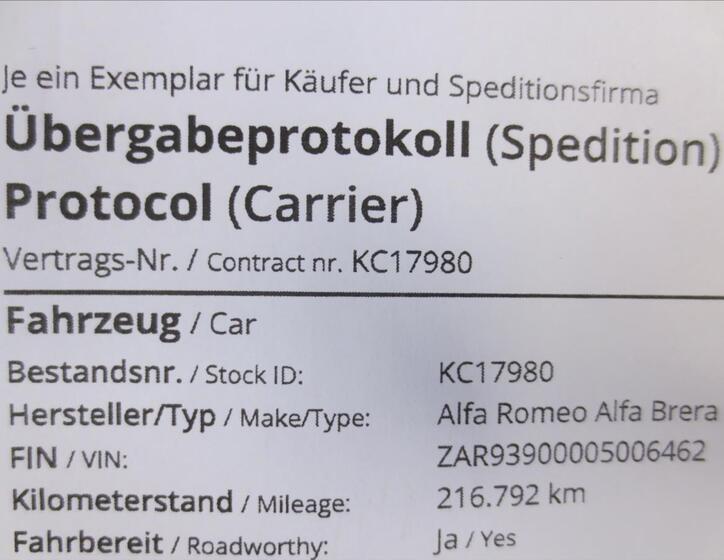 Je ein Exemplar für Käufer und Speditionsfirma
Übergabeprotokoll (Spedition)
Protocol (Carrier)
Vertrags-Nr. / Contract nr. KC17980
Fahrzeug / Car
Bestandsnr. / Stock ID: KC17980
Hersteller/Typ / Make/Type: Alfa Romeo Alfa Brera
FIN / VIN: ZAR93900005006462
Kilometerstand / Mileage: 216.792 km
Fahrbereit / Roadworthy: Ja / Yes